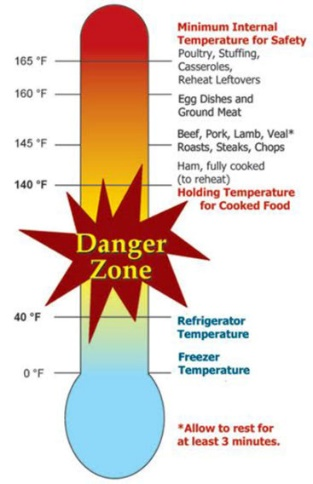 Minimum Internal
Temperature for Safety
165 °F
Poultry, Stuffing,
Casseroles,
Reheat Leftovers
160 °F
Egg Dishes and
Ground Meat
145 °F
Beef, Pork, Lamb, Veal*
Roasts, Steaks, Chops
140 °F
Ham, fully cooked
(to reheat)
Holding Temperature
for Cooked Food
Danger
Zone
40 °F
Refrigerator
Temperature
0 °F
Freezer
Temperature
*Allow to rest for
at least 3 minutes.